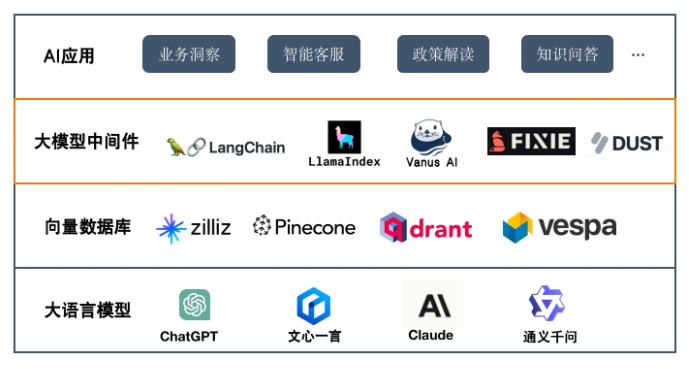 AI应用
业务洞察
智能客服
政策解读
知识问答
...
大模型中间件
LangChain
LlamaIndex
Vanus AI
FIXIE
DUST
向量数据库
zilliz
Pinecone
qdrant
vespa
大语言模型
ChatGPT
文心一言
AI
Claude
通义千问